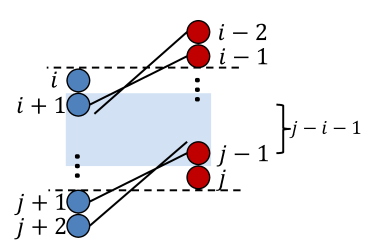 i − 2
i − 1
i
i + 1
j − i − 1
j − 1
j
j + 1
j + 2